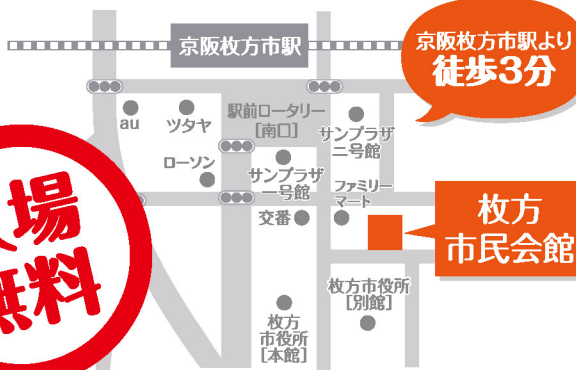 京阪枚方市駅
京阪枚方市駅より
徒歩3分
au
ツタヤ
駅前ロータリー
[南口]
サンプラザ
二号館
ローソン
サンプラザ
一号館
ファミリー
マート
交番
枚方
市民会館
枚方市役所
[別館]
枚方
市役所
[本館]
場
無料